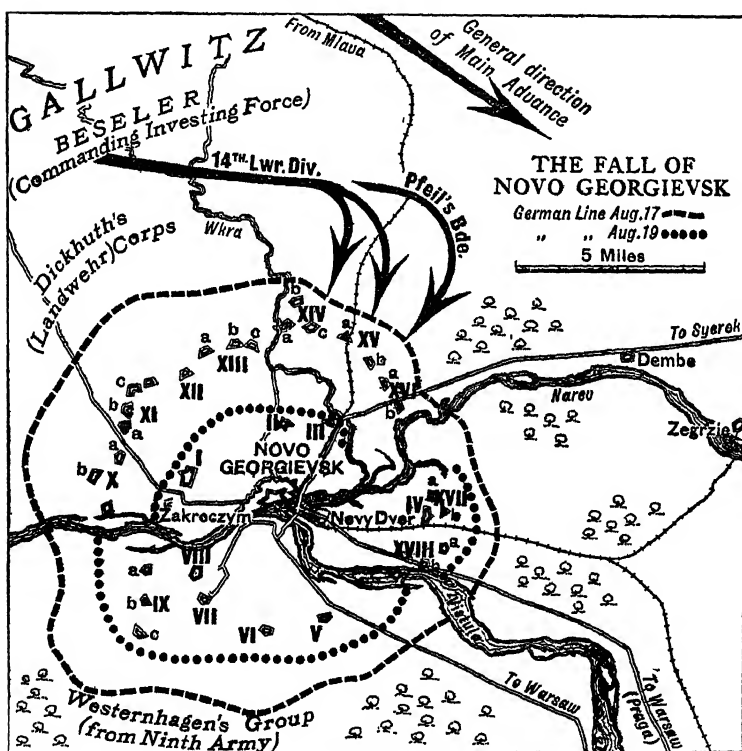 GALLWITZ
BESELER
(Commanding Investing Force)
From Mlava
General direction
of Main Advance
14TH. Lwr. Div.
Pfeil's Bde.
THE FALL OF
NOVO GEORGIEVSK
German Line Aug.17
„ „ Aug.19
5 Miles
Dickhuth's
(Landwehr) Corps
Wkra
b
XIV
a c
a XV
b
a
XVI
b
To Syerek
Dembe
Narev
Zegrzie
a b c
XIII
XII
c
b XI
a
a
b X
I
II
III
NOVO
GEORGIEVSK
Zakroczym
Novy Dvor
a
XVII
IV b
XVIII a
b
VIII
a
b IX
c
VII
VI
V
Vistula
To Warsaw
To Warsaw
(Praga)
Westernhagen's Group
(from Ninth Army)